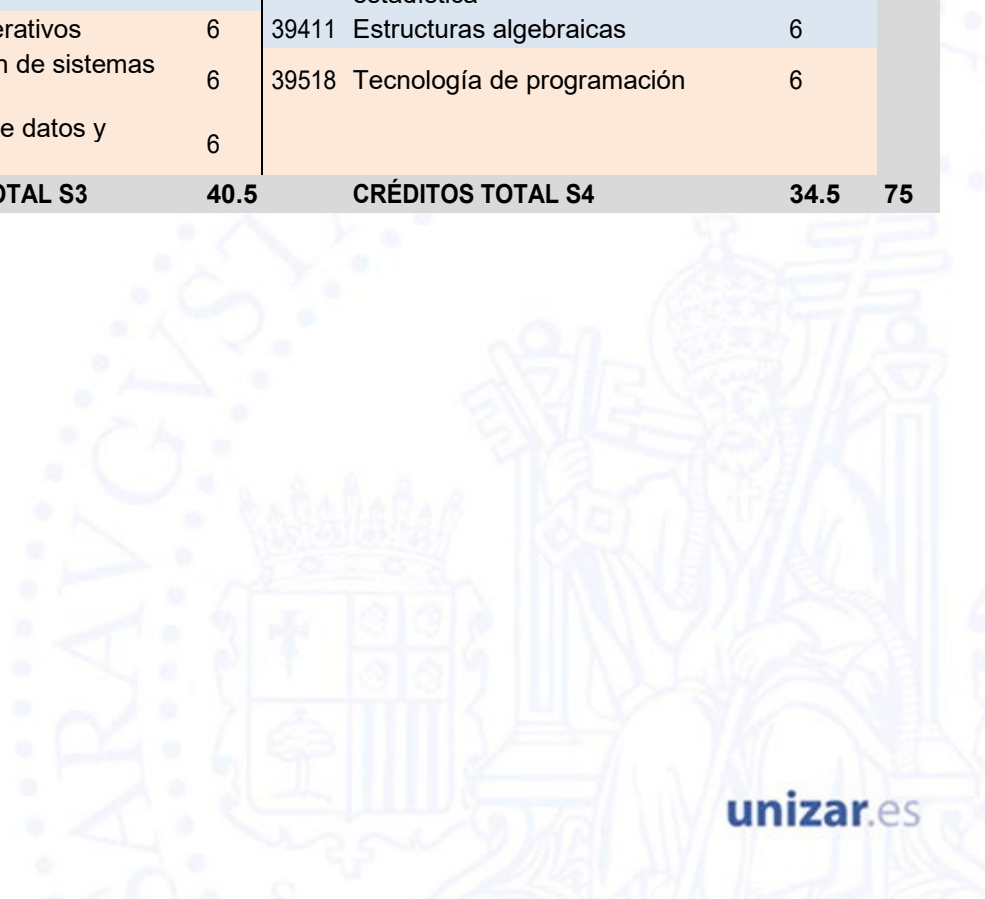 estadística
erativos 6 39411 Estructuras algebraicas 6
n de sistemas
6 39518 Tecnología de programación 6
e datos y
6
OTAL S3 40.5 CRÉDITOS TOTAL S4 34.5 75
ARAVGVST
unizar.es